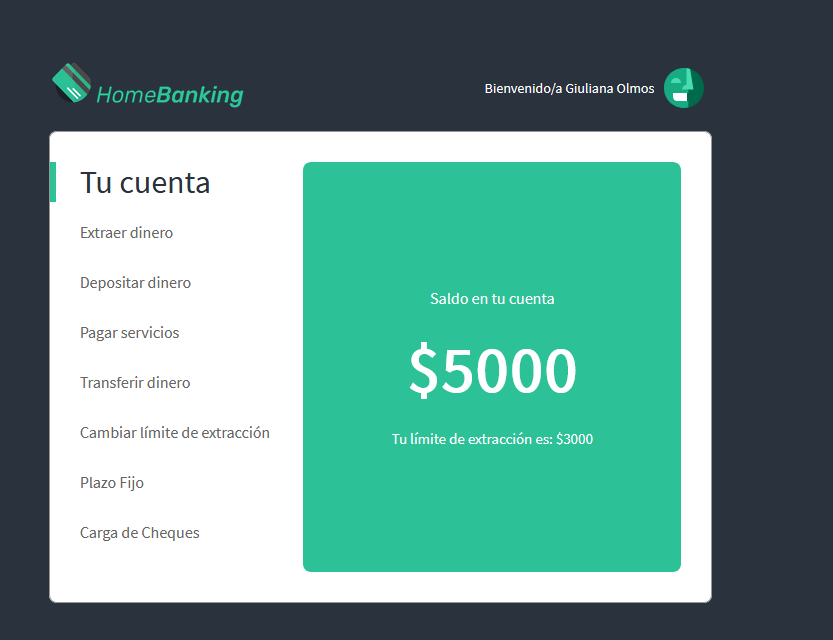 HomeBanking
Bienvenido/a Giuliana Olmos
Tu cuenta
Extraer dinero
Depositar dinero
Pagar servicios
Transferir dinero
Cambiar límite de extracción
Plazo Fijo
Carga de Cheques
Saldo en tu cuenta
$5000
Tu límite de extracción es: $3000